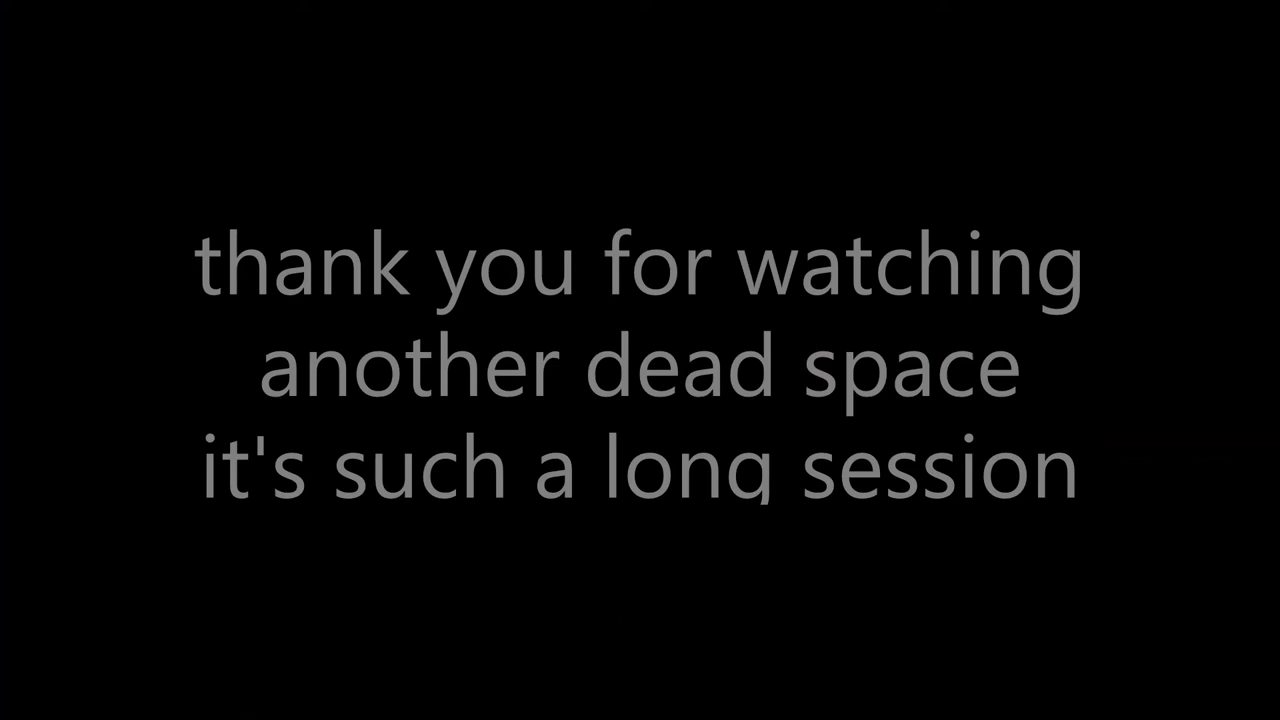 thank you for watching
another dead space
it's such a long session